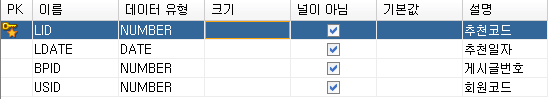 PK 이름 데이터 유형 크기 널이 아님 기본값 설명
LID NUMBER 추천코드
LDATE DATE 추천일자
BPID NUMBER 게시글번호
USID NUMBER 회원코드